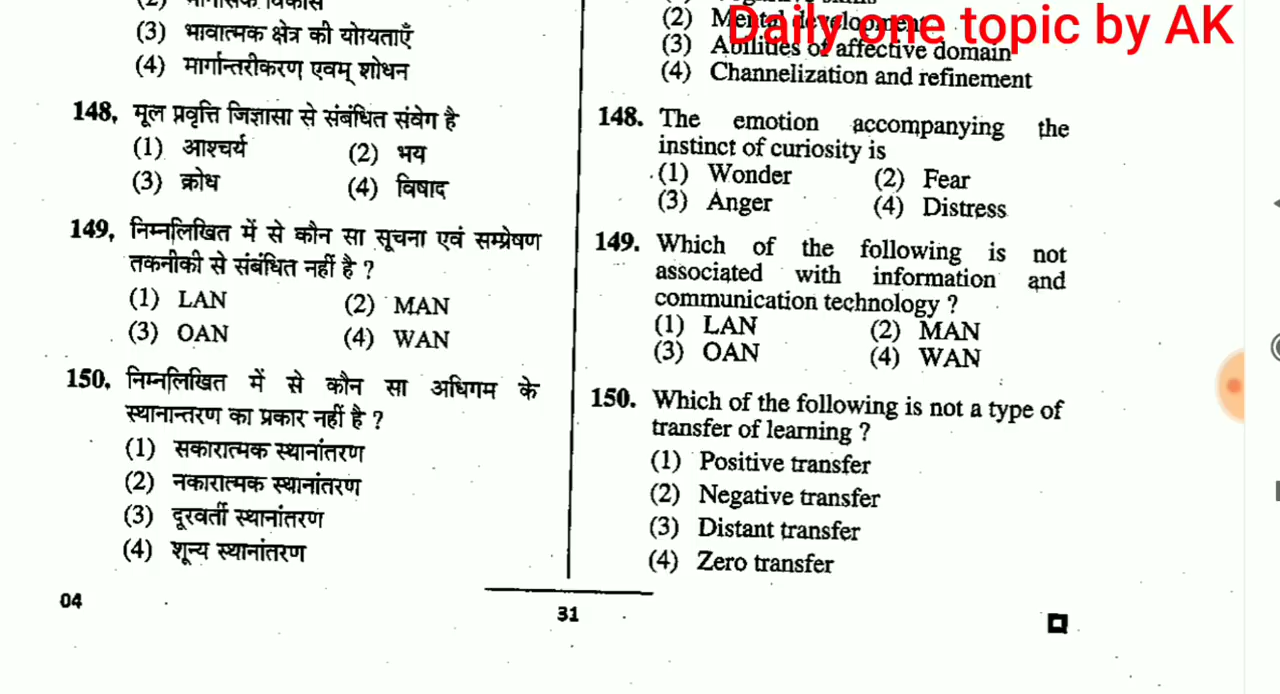 (2) मानसिक विकास
(3) भावात्मक क्षेत्र की योग्यताएँ
(4) मार्गान्तरीकरण एवम् शोधन
148. मूल प्रवृत्ति जिज्ञासा से संबंधित संवेग है
(1) आश्चर्य (2) भय
(3) क्रोध (4) विषाद
149. निम्नलिखित में से कौन सा सूचना एवं सम्प्रेषण
तकनीकी से संबंधित नहीं है ?
(1) LAN (2) MAN
(3) OAN (4) WAN
150. निम्नलिखित में से कौन सा अधिगम के
स्थानान्तरण का प्रकार नहीं है ?
(1) सकारात्मक स्थानांतरण
(2) नकारात्मक स्थानांतरण
(3) दूरवर्ती स्थानांतरण
(4) शून्य स्थानांतरण
Daily one topic by AK
(2) Mental development
(3) Abilities of affective domain
(4) Channelization and refinement
148. The emotion accompanying the
instinct of curiosity is
(1) Wonder (2) Fear
(3) Anger (4) Distress
149. Which of the following is not
associated with information and
communication technology ?
(1) LAN (2) MAN
(3) OAN (4) WAN
150. Which of the following is not a type of
transfer of learning ?
(1) Positive transfer
(2) Negative transfer
(3) Distant transfer
(4) Zero transfer
04
31